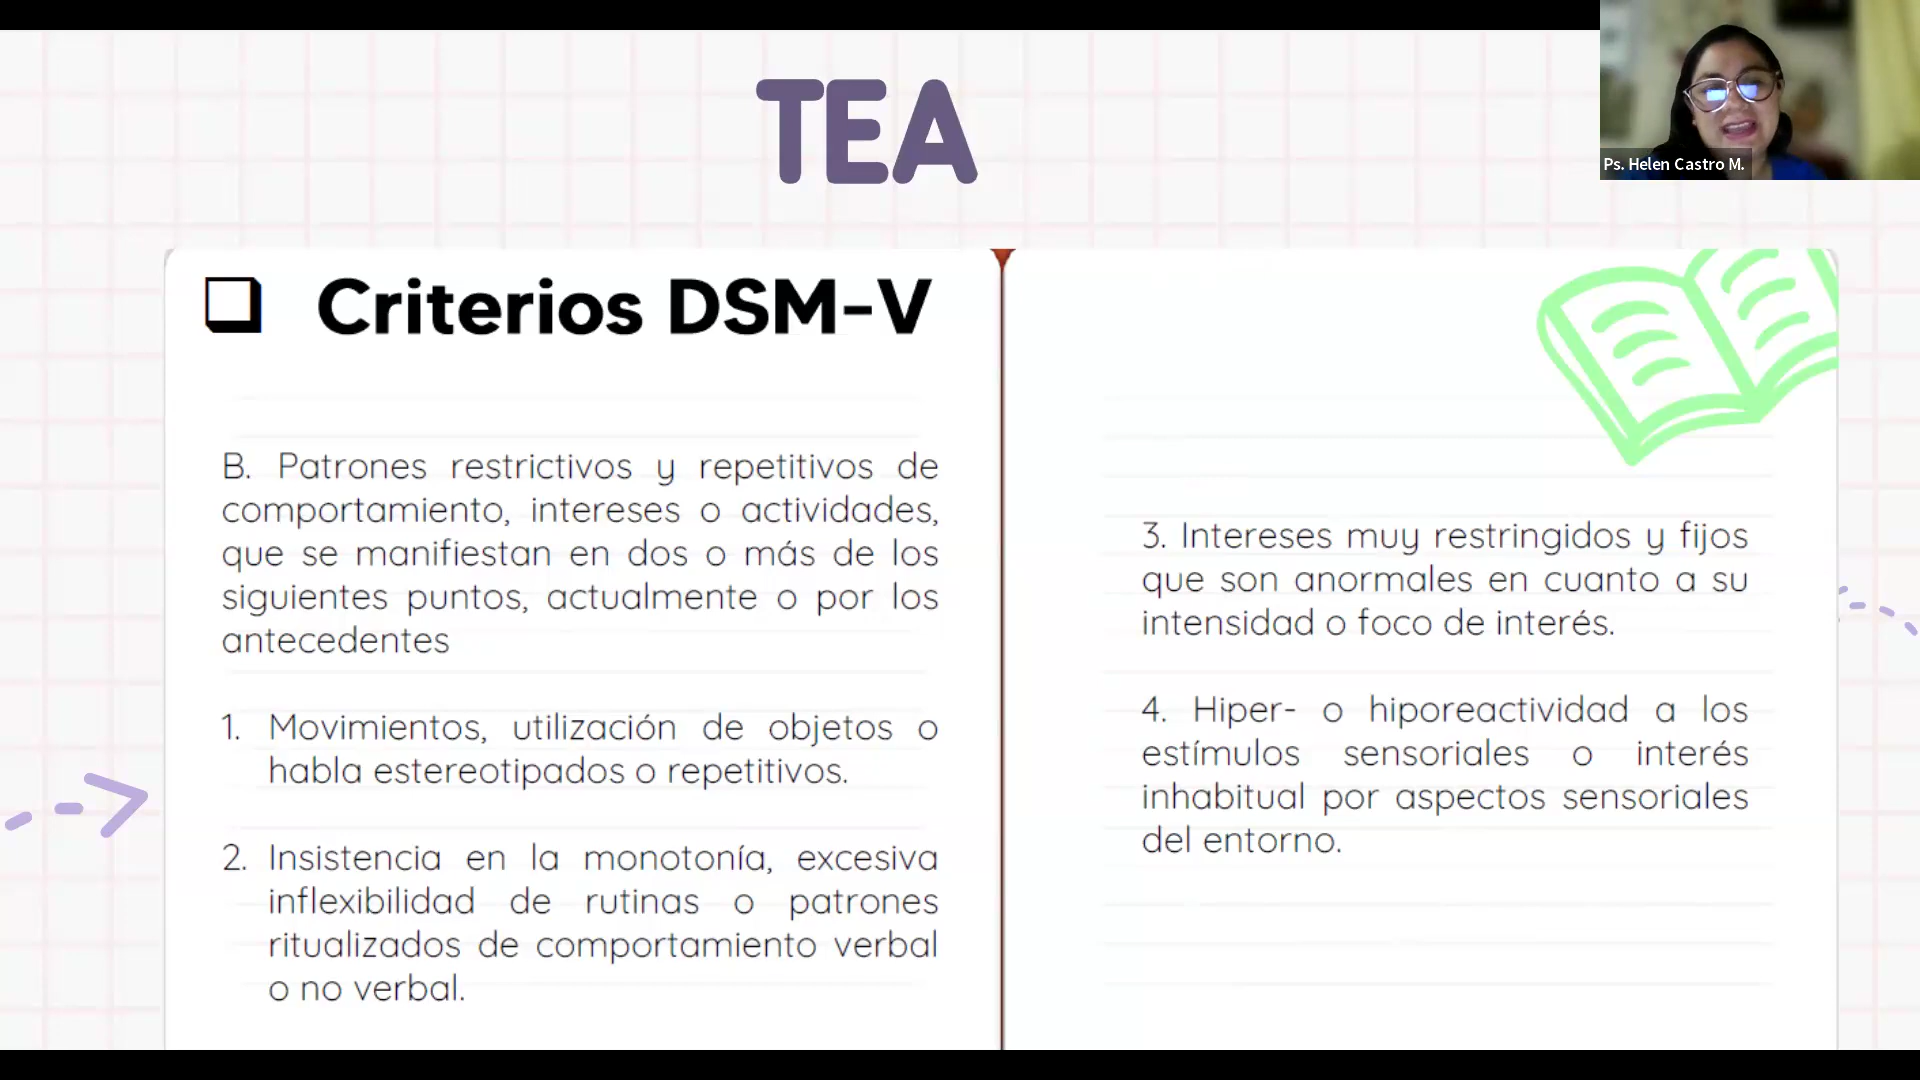 TEA
Ps. Helen Castro M.
Criterios DSM-V
B. Patrones restrictivos y repetitivos de
comportamiento, intereses o actividades,
que se manifiestan en dos o más de los
siguientes puntos, actualmente o por los
antecedentes
1. Movimientos, utilización de objetos o
habla estereotipados o repetitivos.
2. Insistencia en la monotonía, excesiva
inflexibilidad de rutinas o patrones
ritualizados de comportamiento verbal
o no verbal.
3. Intereses muy restringidos y fijos
que son anormales en cuanto a su
intensidad o foco de interés.
4. Hiper- o hiporeactividad a los
estímulos sensoriales o interés
inhabitual por aspectos sensoriales
del entorno.